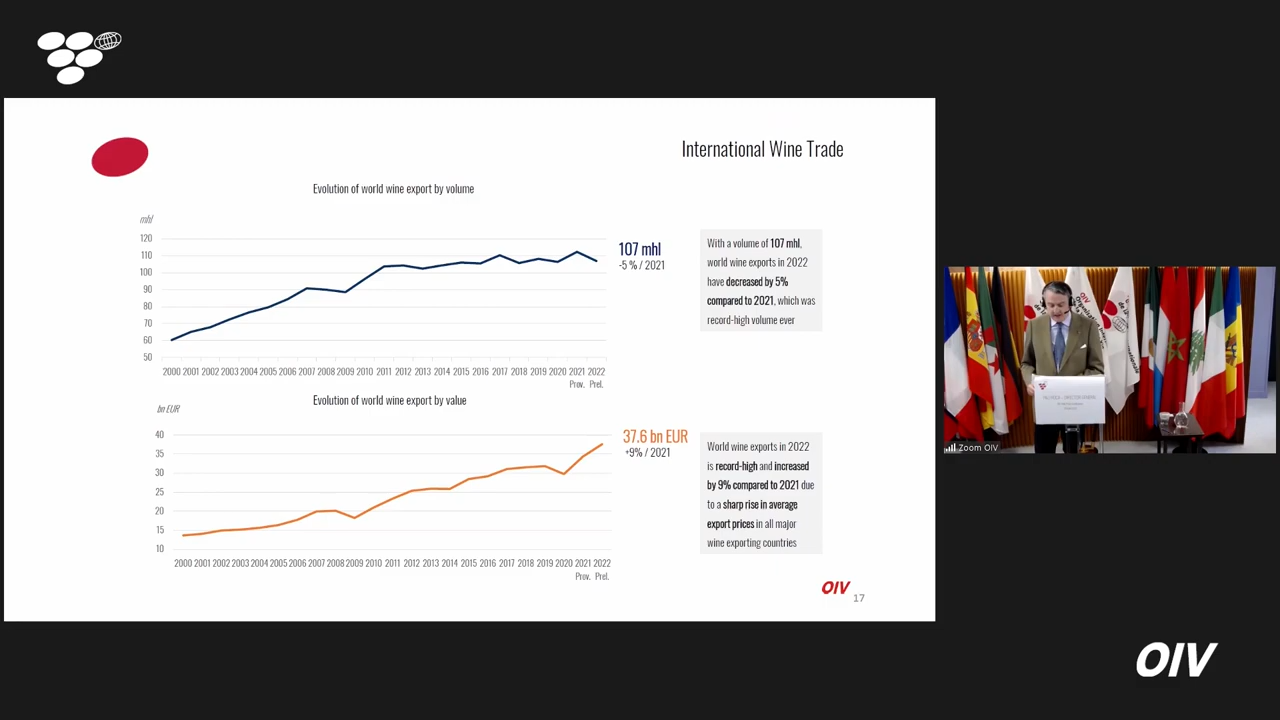 International Wine Trade
Evolution of world wine export by volume
mhl
120
110
100
90
80
70
60
50
2000 2001 2002 2003 2004 2005 2006 2007 2008 2009 2010 2011 2012 2013 2014 2015 2016 2017 2018 2019 2020 2021 2022
Prov. Prel.
107 mhl
-5 % / 2021
With a volume of 107 mhl,
world wine exports in 2022
have decreased by 5%
compared to 2021, which was
record-high volume ever
Evolution of world wine export by value
bn EUR
40
35
30
25
20
15
10
2000 2001 2002 2003 2004 2005 2006 2007 2008 2009 2010 2011 2012 2013 2014 2015 2016 2017 2018 2019 2020 2021 2022
Prov. Prel.
37.6 bn EUR
+9% / 2021
World wine exports in 2022
is record-high and increased
by 9% compared to 2021 due
to a sharp rise in average
export prices in all major
wine exporting countries
OIV
17
OIV
Zoom OIV
OIV